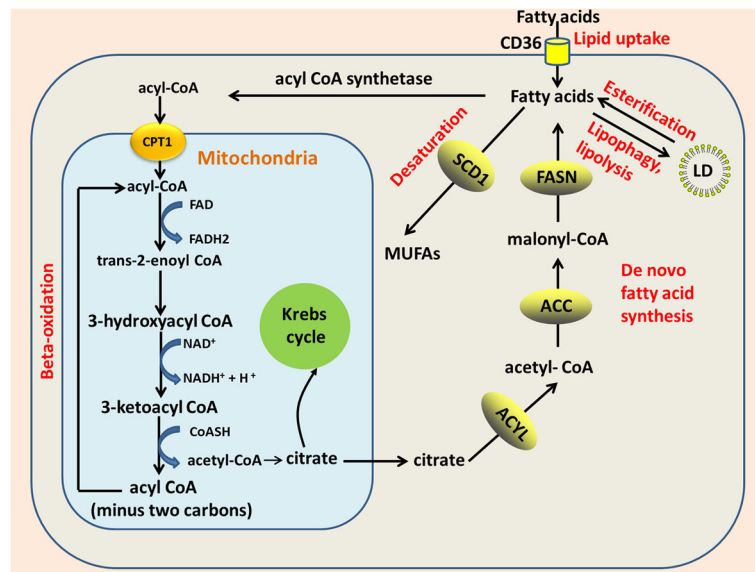 Fatty acids
CD36
Lipid uptake
acyl-CoA
acyl CoA synthetase
Fatty acids
Esterification
Lipophagy,
lipolysis
LD
Desaturation
SCD1
MUFAs
FASN
malonyl-CoA
De novo
fatty acid
synthesis
ACC
acetyl- CoA
ACYL
CPT1
Mitochondria
acyl-CoA
FAD
FADH2
trans-2-enoyl CoA
3-hydroxyacyl CoA
NAD⁺
NADH⁺ + H⁺
3-ketoacyl CoA
CoASH
acetyl-CoA
citrate
citrate
acyl CoA
(minus two carbons)
Krebs
cycle
Beta-oxidation